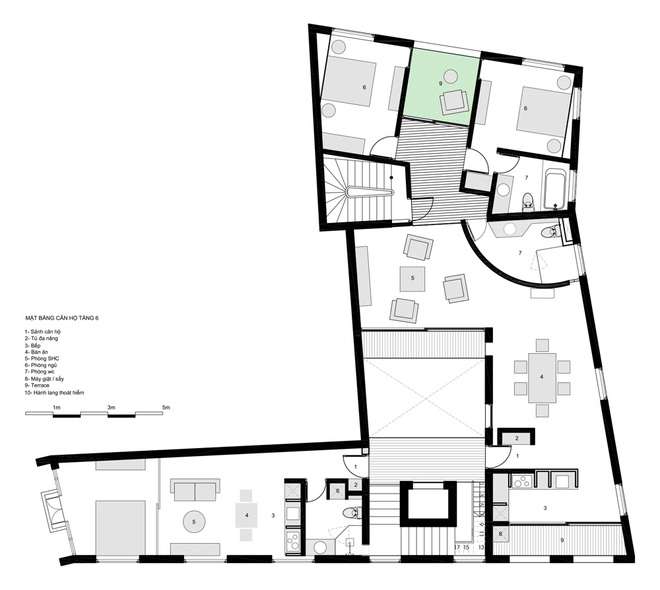 6
9
6
7
7
5
4
MẶT BẰNG CĂN HỘ TẦNG 6
1- Sảnh căn hộ
2- Tủ đa năng
3- Bếp
4- Bàn ăn
5- Phòng SHC
6- Phòng ngủ
7- Phòng wc
8- Máy giặt / sấy
9- Terrace
10- Hành lang thoát hiểm
1m 3m 5m
2
1
1
2
8
5
4
3
7
3
17 15 13
8
9